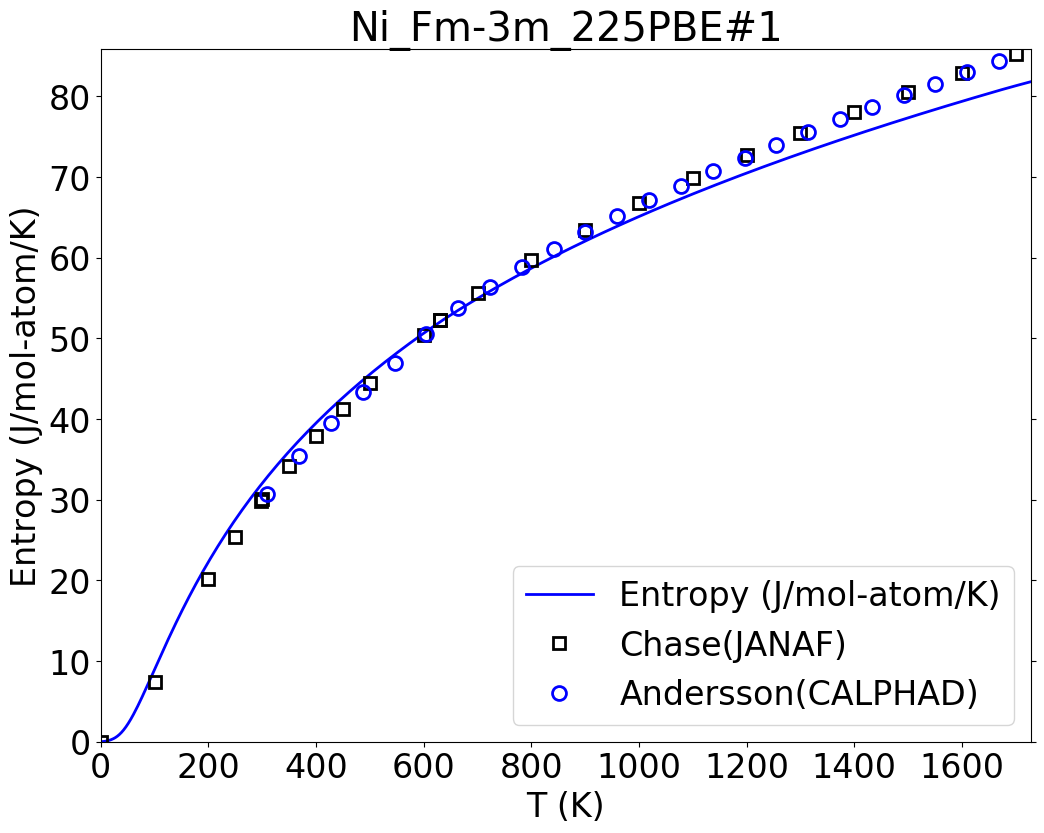 Ni_Fm-3m_225PBE#1
Entropy (J/mol-atom/K)
80
70
60
50
40
30
20
10
0
Entropy (J/mol-atom/K)
Chase(JANAF)
Andersson(CALPHAD)
0 200 400 600 800 1000 1200 1400 1600
T (K)